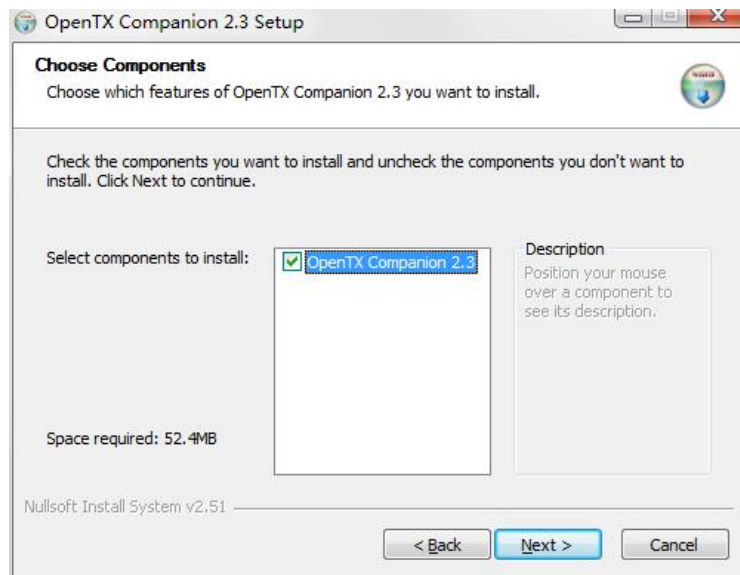 OpenTX Companion 2.3 Setup
Choose Components
Choose which features of OpenTX Companion 2.3 you want to install.
Check the components you want to install and uncheck the components you don't want to
install. Click Next to continue.
Select components to install:
OpenTX Companion 2.3
Description
Position your mouse
over a component to
see its description.
Space required: 52.4MB
Nullsoft Install System v2.51
< Back
Next >
Cancel